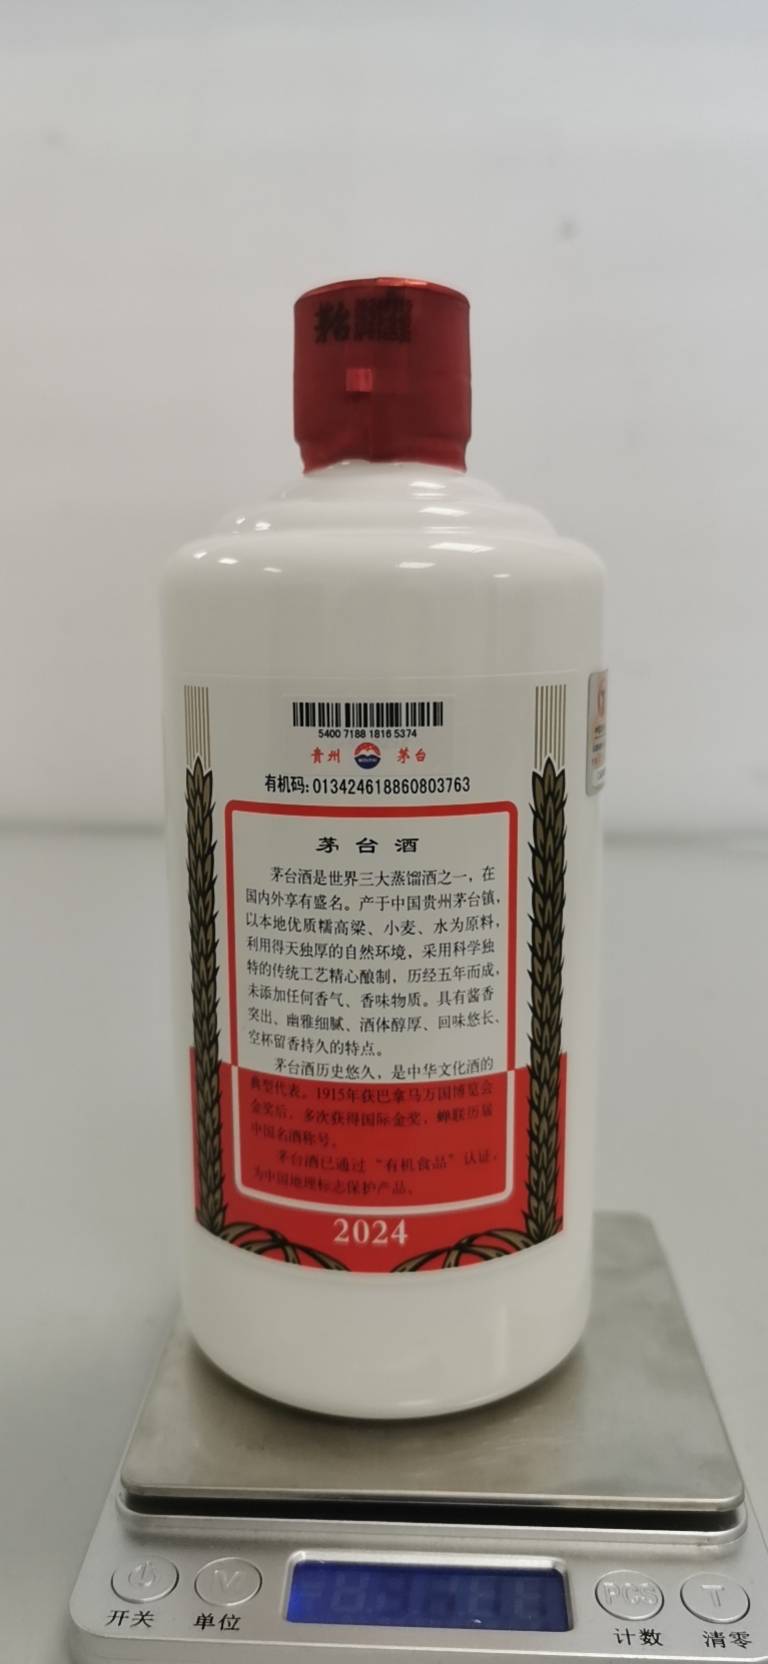 5400 7188 1816 5374
贵州 茅台
有机码:013424618860803763
茅台酒
茅台酒是世界三大蒸馏酒之一，在
国内外享有盛名。产于中国贵州茅台镇，
以本地优质糯高粱、小麦、水为原料，
利用得天独厚的自然环境，采用科学独
特的传统工艺精心酿制，历经五年而成，
未添加任何香气、香味物质。具有酱香
突出、幽雅细腻、酒体醇厚、回味悠长、
空杯留香持久的特点。
茅台酒历史悠久，是中华文化酒的
典型代表。1915年获巴拿马万国博览会
金奖后，多次获得国际金奖，蝉联历届
中国名酒称号。
茅台酒已通过“有机食品”认证，
为中国地理标志保护产品。
2024
PCS
T
开关
单位
计数
清零